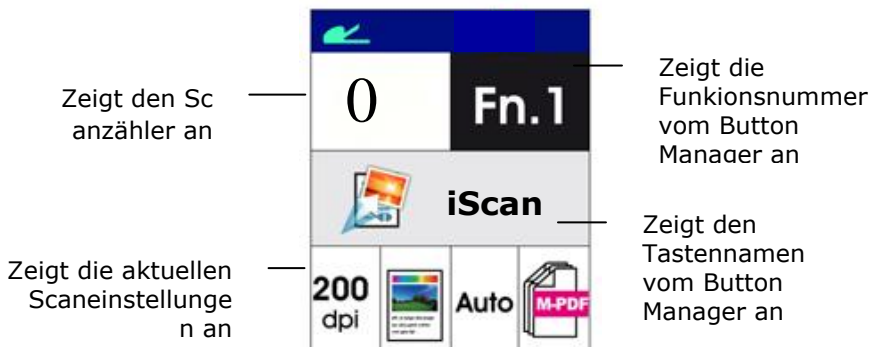 Zeigt den Sc
anzähler an
0
Fn.1
Zeigt die
Funkionsnummer
vom Button
Manager an
iScan
Zeigt den
Tastennamen
vom Button
Manager an
Zeigt die aktuellen
Scaneinstellunge
n an
200
dpi
Auto
M-PDF